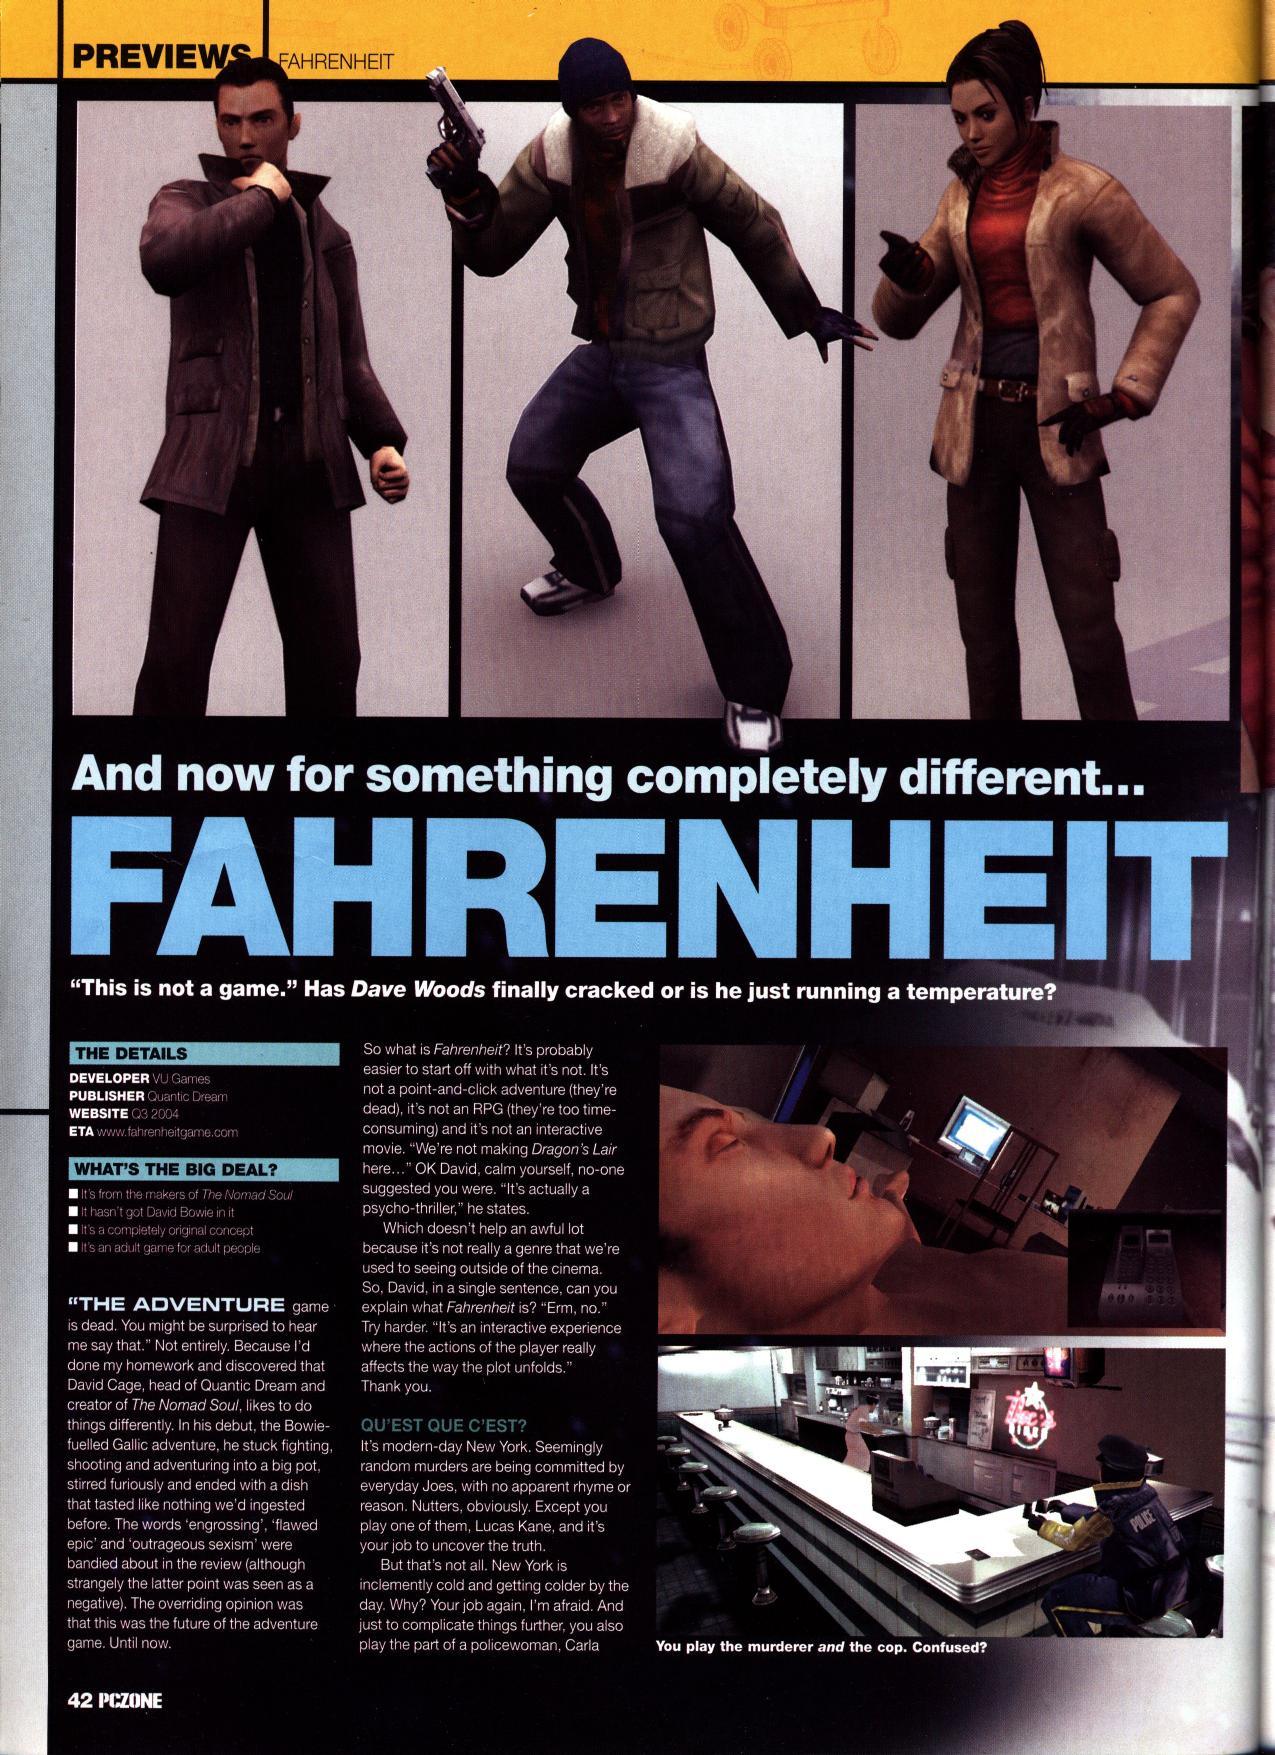 PREVIEWS FAHRENHEIT
And now for something completely different...
FAHRENHEIT
“This is not a game.” Has Dave Woods finally cracked or is he just running a temperature?
THE DETAILS
DEVELOPER VU Games
PUBLISHER Quantic Dream
WEBSITE Q3 2004
ETA www.fahrenheitgame.com
WHAT'S THE BIG DEAL?
It's from the makers of The Nomad Soul
It hasn't got David Bowie in it
It's a completely original concept
It's an adult game for adult people
“THE ADVENTURE game
is dead. You might be surprised to hear
me say that.” Not entirely. Because I'd
done my homework and discovered that
David Cage, head of Quantic Dream and
creator of The Nomad Soul, likes to do
things differently. In his debut, the Bowie-
fuelled Gallic adventure, he stuck fighting,
shooting and adventuring into a big pot,
stirred furiously and ended with a dish
that tasted like nothing we'd ingested
before. The words ‘engrossing’, ‘flawed
epic’ and ‘outrageous sexism’ were
bandied about in the review (although
strangely the latter point was seen as a
negative). The overriding opinion was
that this was the future of the adventure
game. Until now.
So what is Fahrenheit? It's probably
easier to start off with what it's not. It's
not a point-and-click adventure (they're
dead), it's not an RPG (they're too time-
consuming) and it's not an interactive
movie. “We're not making Dragon's Lair
here...” OK David, calm yourself, no-one
suggested you were. “It's actually a
psycho-thriller,” he states.
Which doesn't help an awful lot
because it's not really a genre that we're
used to seeing outside of the cinema.
So, David, in a single sentence, can you
explain what Fahrenheit is? “Erm, no.”
Try harder. “It's an interactive experience
where the actions of the player really
affects the way the plot unfolds.”
Thank you.
QU'EST QUE C'EST?
It's modern-day New York. Seemingly
random murders are being committed by
everyday Joes, with no apparent rhyme or
reason. Nutters, obviously. Except you
play one of them, Lucas Kane, and it's
your job to uncover the truth.
But that's not all. New York is
inclemently cold and getting colder by the
day. Why? Your job again, I'm afraid. And
just to complicate things further, you also
play the part of a policewoman, Carla
POLICE
You play the murderer and the cop. Confused?
42 PCZONE